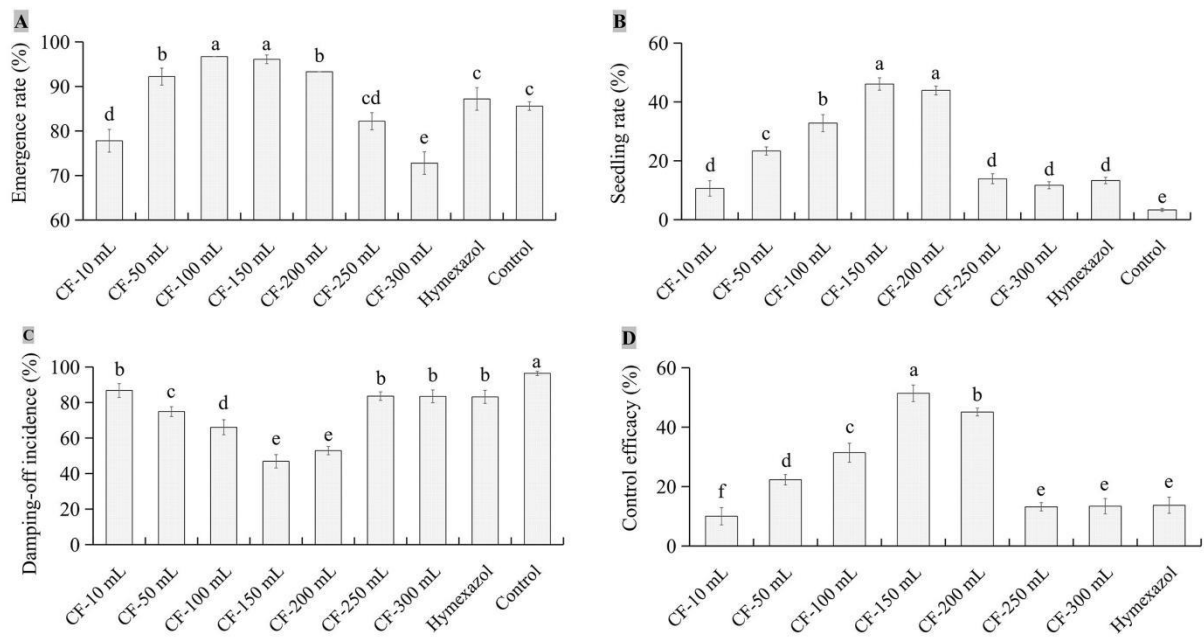 A
Emergence rate (%)
100
90
80
70
60
d
b
a
a
b
cd
e
c
c
CF-10 mL
CF-50 mL
CF-100 mL
CF-150 mL
CF-200 mL
CF-250 mL
CF-300 mL
Hymexazol
Control
B
Seedling rate (%)
60
40
20
0
d
c
b
a
a
d
d
d
e
CF-10 mL
CF-50 mL
CF-100 mL
CF-150 mL
CF-200 mL
CF-250 mL
CF-300 mL
Hymexazol
Control
C
Damping-off incidence (%)
100
80
60
40
20
0
b
c
d
e
e
b
b
b
a
CF-10 mL
CF-50 mL
CF-100 mL
CF-150 mL
CF-200 mL
CF-250 mL
CF-300 mL
Hymexazol
Control
D
Control efficacy (%)
60
40
20
0
f
d
c
a
b
e
e
e
CF-10 mL
CF-50 mL
CF-100 mL
CF-150 mL
CF-200 mL
CF-250 mL
CF-300 mL
Hymexazol